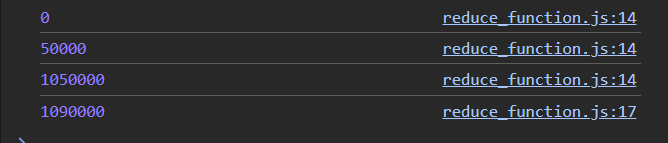 0 reduce_function.js:14
50000 reduce_function.js:14
1050000 reduce_function.js:14
1090000 reduce_function.js:17